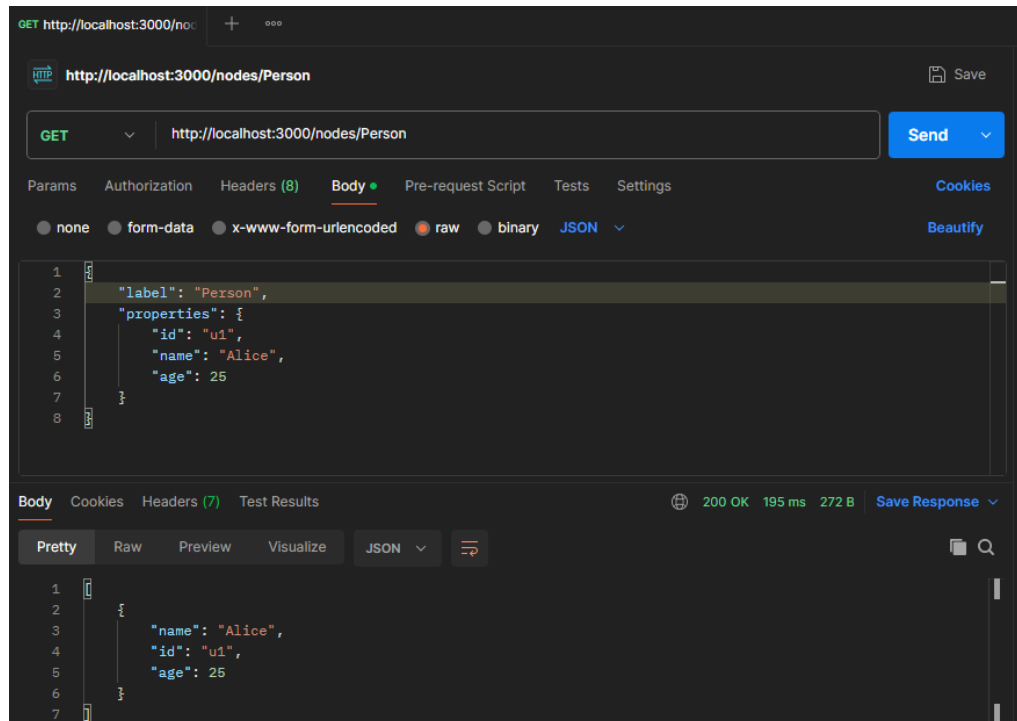 GET http://localhost:3000/noc + ooo
HTTP http://localhost:3000/nodes/Person Save
GET http://localhost:3000/nodes/Person Send
Params Authorization Headers (8) Body Pre-request Script Tests Settings Cookies
none form-data x-www-form-urlencoded raw binary JSON Beautify
1 {
2 "label": "Person",
3 "properties": {
4 "id": "u1",
5 "name": "Alice",
6 "age": 25
7 }
8 }
Body Cookies Headers (7) Test Results 200 OK 195 ms 272 B Save Response
Pretty Raw Preview Visualize JSON
1 [
2 {
3 "name": "Alice",
4 "id": "u1",
5 "age": 25
6 }
7 ]